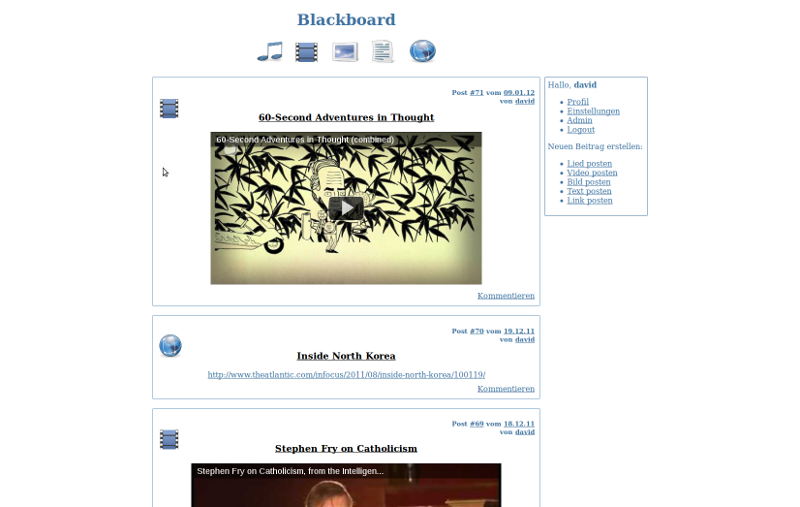 Blackboard
Post #71 vom 09.01.12
von david
60-Second Adventures in Thought
60-Second Adventures in Thought (combined)
Kommentieren
Post #70 vom 19.12.11
von david
Inside North Korea
http://www.theatlantic.com/infocus/2011/08/inside-north-korea/100119/
Kommentieren
Post #69 vom 18.12.11
von david
Stephen Fry on Catholicism
Stephen Fry on Catholicism, from the Intelligen...
Hallo, david
Profil
Einstellungen
Admin
Logout
Neuen Beitrag erstellen:
Lied posten
Video posten
Bild posten
Text posten
Link posten